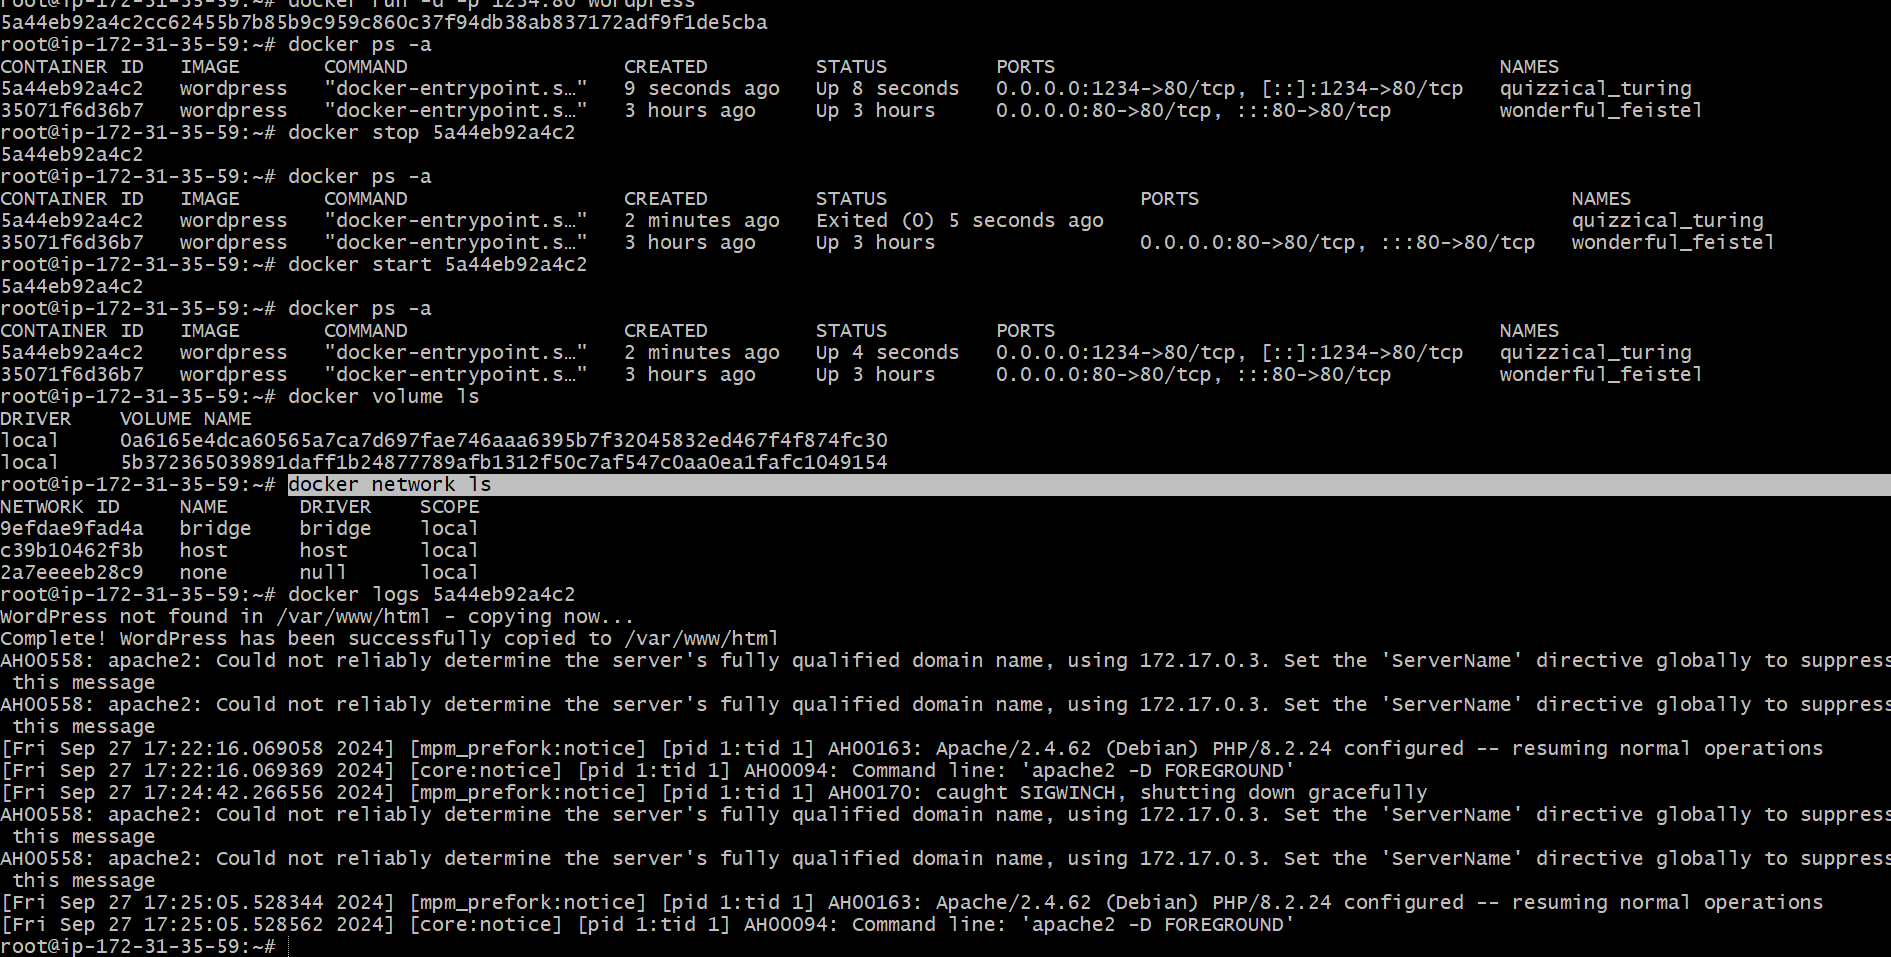 root@ip-172-31-35-59:~# docker run -d -p 1234:80 wordpress
5a44eb92a4c2cc62455b7b85b9c959c860c37f94db38ab837172adf9f1de5cba
root@ip-172-31-35-59:~# docker ps -a
CONTAINER ID   IMAGE       COMMAND                  CREATED         STATUS         PORTS                                     NAMES
5a44eb92a4c2   wordpress   "docker-entrypoint.s…"   9 seconds ago   Up 8 seconds   0.0.0.0:1234->80/tcp, [::]:1234->80/tcp   quizzical_turing
35071f6d36b7   wordpress   "docker-entrypoint.s…"   3 hours ago     Up 3 hours     0.0.0.0:80->80/tcp, :::80->80/tcp         wonderful_feistel
root@ip-172-31-35-59:~# docker stop 5a44eb92a4c2
5a44eb92a4c2
root@ip-172-31-35-59:~# docker ps -a
CONTAINER ID   IMAGE       COMMAND                  CREATED         STATUS                     PORTS                               NAMES
5a44eb92a4c2   wordpress   "docker-entrypoint.s…"   2 minutes ago   Exited (0) 5 seconds ago                                       quizzical_turing
35071f6d36b7   wordpress   "docker-entrypoint.s…"   3 hours ago     Up 3 hours                 0.0.0.0:80->80/tcp, :::80->80/tcp   wonderful_feistel
root@ip-172-31-35-59:~# docker start 5a44eb92a4c2
5a44eb92a4c2
root@ip-172-31-35-59:~# docker ps -a
CONTAINER ID   IMAGE       COMMAND                  CREATED         STATUS         PORTS                                     NAMES
5a44eb92a4c2   wordpress   "docker-entrypoint.s…"   2 minutes ago   Up 4 seconds   0.0.0.0:1234->80/tcp, [::]:1234->80/tcp   quizzical_turing
35071f6d36b7   wordpress   "docker-entrypoint.s…"   3 hours ago     Up 3 hours     0.0.0.0:80->80/tcp, :::80->80/tcp         wonderful_feistel
root@ip-172-31-35-59:~# docker volume ls
DRIVER    VOLUME NAME
local     0a6165e4dca60565a7ca7d697fae746aaa6395b7f32045832ed467f4f874fc30
local     5b372365039891daff1b24877789afb1312f50c7af547c0aa0ea1fafc1049154
root@ip-172-31-35-59:~# docker network ls
NETWORK ID     NAME      DRIVER    SCOPE
9efdae9fad4a   bridge    bridge    local
c39b10462f3b   host      host      local
2a7eeeeb28c9   none      null      local
root@ip-172-31-35-59:~# docker logs 5a44eb92a4c2
WordPress not found in /var/www/html - copying now...
Complete! WordPress has been successfully copied to /var/www/html
AH00558: apache2: Could not reliably determine the server's fully qualified domain name, using 172.17.0.3. Set the 'ServerName' directive globally to suppress
this message
AH00558: apache2: Could not reliably determine the server's fully qualified domain name, using 172.17.0.3. Set the 'ServerName' directive globally to suppress
this message
[Fri Sep 27 17:22:16.069058 2024] [mpm_prefork:notice] [pid 1:tid 1] AH00163: Apache/2.4.62 (Debian) PHP/8.2.24 configured -- resuming normal operations
[Fri Sep 27 17:22:16.069369 2024] [core:notice] [pid 1:tid 1] AH00094: Command line: 'apache2 -D FOREGROUND'
[Fri Sep 27 17:24:42.266556 2024] [mpm_prefork:notice] [pid 1:tid 1] AH00170: caught SIGWINCH, shutting down gracefully
AH00558: apache2: Could not reliably determine the server's fully qualified domain name, using 172.17.0.3. Set the 'ServerName' directive globally to suppress
this message
AH00558: apache2: Could not reliably determine the server's fully qualified domain name, using 172.17.0.3. Set the 'ServerName' directive globally to suppress
this message
[Fri Sep 27 17:25:05.528344 2024] [mpm_prefork:notice] [pid 1:tid 1] AH00163: Apache/2.4.62 (Debian) PHP/8.2.24 configured -- resuming normal operations
[Fri Sep 27 17:25:05.528562 2024] [core:notice] [pid 1:tid 1] AH00094: Command line: 'apache2 -D FOREGROUND'
root@ip-172-31-35-59:~#